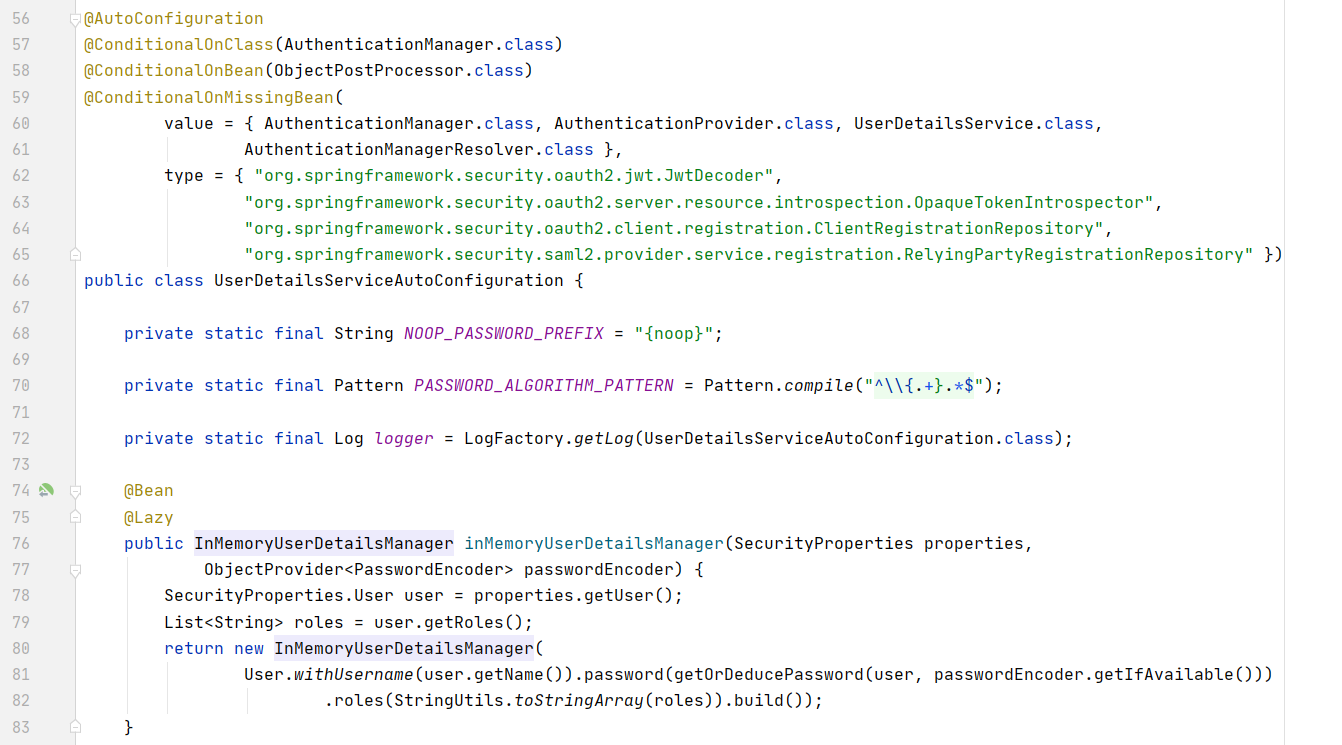 56 @AutoConfiguration
57 @ConditionalOnClass(AuthenticationManager.class)
58 @ConditionalOnBean(ObjectPostProcessor.class)
59 @ConditionalOnMissingBean(
60         value = { AuthenticationManager.class, AuthenticationProvider.class, UserDetailsService.class,
61                 AuthenticationManagerResolver.class },
62         type = { "org.springframework.security.oauth2.jwt.JwtDecoder",
63                 "org.springframework.security.oauth2.server.resource.introspection.OpaqueTokenIntrospector",
64                 "org.springframework.security.oauth2.client.registration.ClientRegistrationRepository",
65                 "org.springframework.security.saml2.provider.service.registration.RelyingPartyRegistrationRepository" })
66 public class UserDetailsServiceAutoConfiguration {
67
68     private static final String NOOP_PASSWORD_PREFIX = "{noop}";
69
70     private static final Pattern PASSWORD_ALGORITHM_PATTERN = Pattern.compile("^\\{.+}.*$");
71
72     private static final Log logger = LogFactory.getLog(UserDetailsServiceAutoConfiguration.class);
73
74     @Bean
75     @Lazy
76     public InMemoryUserDetailsManager inMemoryUserDetailsManager(SecurityProperties properties,
77             ObjectProvider<PasswordEncoder> passwordEncoder) {
78         SecurityProperties.User user = properties.getUser();
79         List<String> roles = user.getRoles();
80         return new InMemoryUserDetailsManager(
81                 User.withUsername(user.getName()).password(getOrDeducePassword(user, passwordEncoder.getIfAvailable()))
82                         .roles(StringUtils.toStringArray(roles)).build());
83     }